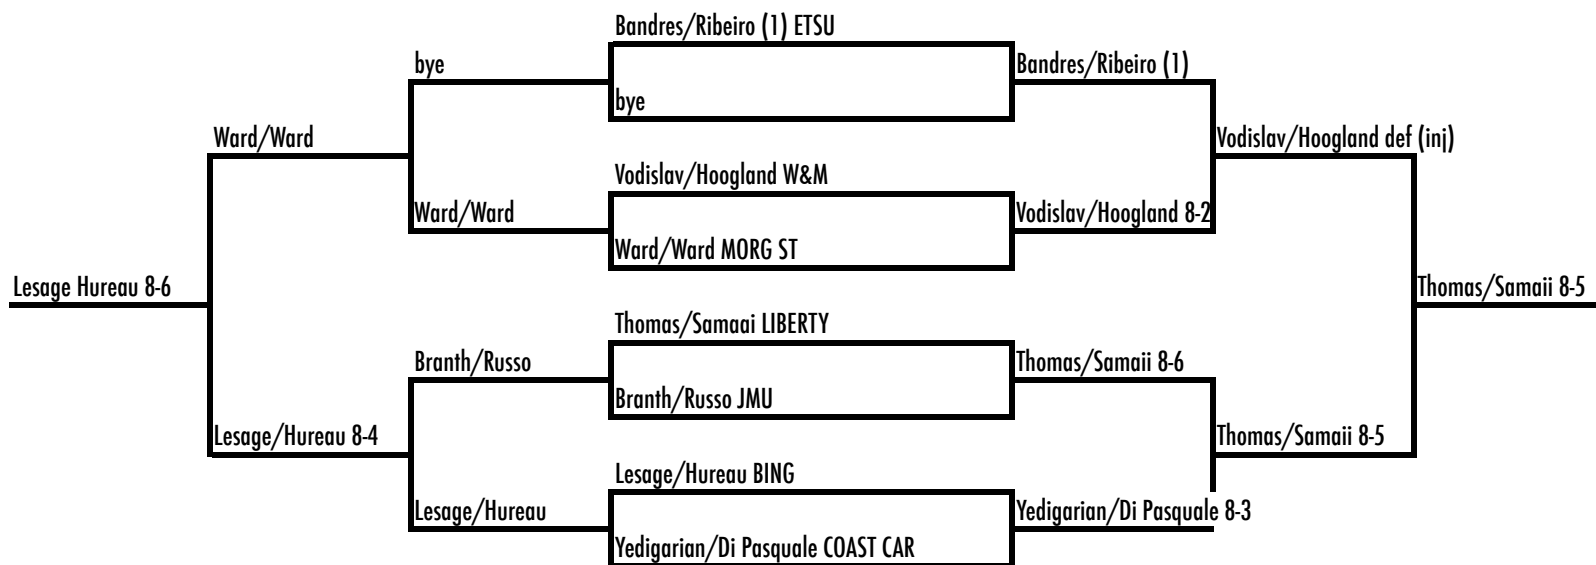 Bandres/Ribeiro (1) ETSU
bye
Bandres/Ribeiro (1)
bye
Ward/Ward
Vodislav/Hoogland def (inj)
Vodislav/Hoogland W&M
Ward/Ward
Vodislav/Hoogland 8-2
Ward/Ward MORG ST
Lesage Hureau 8-6
Thomas/Samaii 8-5
Thomas/Samaai LIBERTY
Branth/Russo
Thomas/Samaii 8-6
Branth/Russo JMU
Lesage/Hureau 8-4
Thomas/Samaii 8-5
Lesage/Hureau BING
Lesage/Hureau
Yedigarian/Di Pasquale 8-3
Yedigarian/Di Pasquale COAST CAR